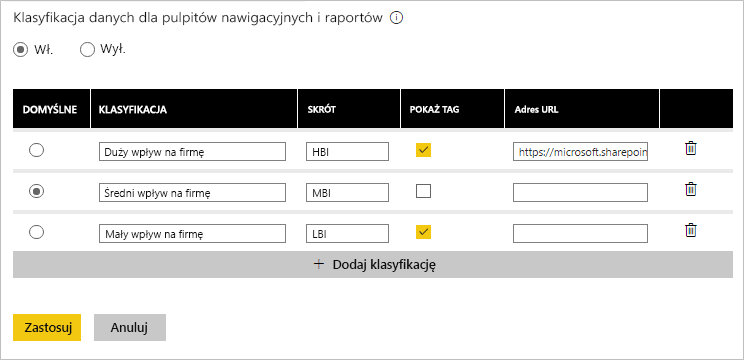 Klasyfikacja danych dla pulpitów nawigacyjnych i raportów
Wł. Wył.
DOMYŚLNE KLASYFIKACJA SKRÓT POKAŻ TAG Adres URL
Duży wpływ na firmę HBI https://microsoft.sharepoin
Średni wpływ na firmę MBI
Mały wpływ na firmę LBI
+ Dodaj klasyfikację
Zastosuj Anuluj